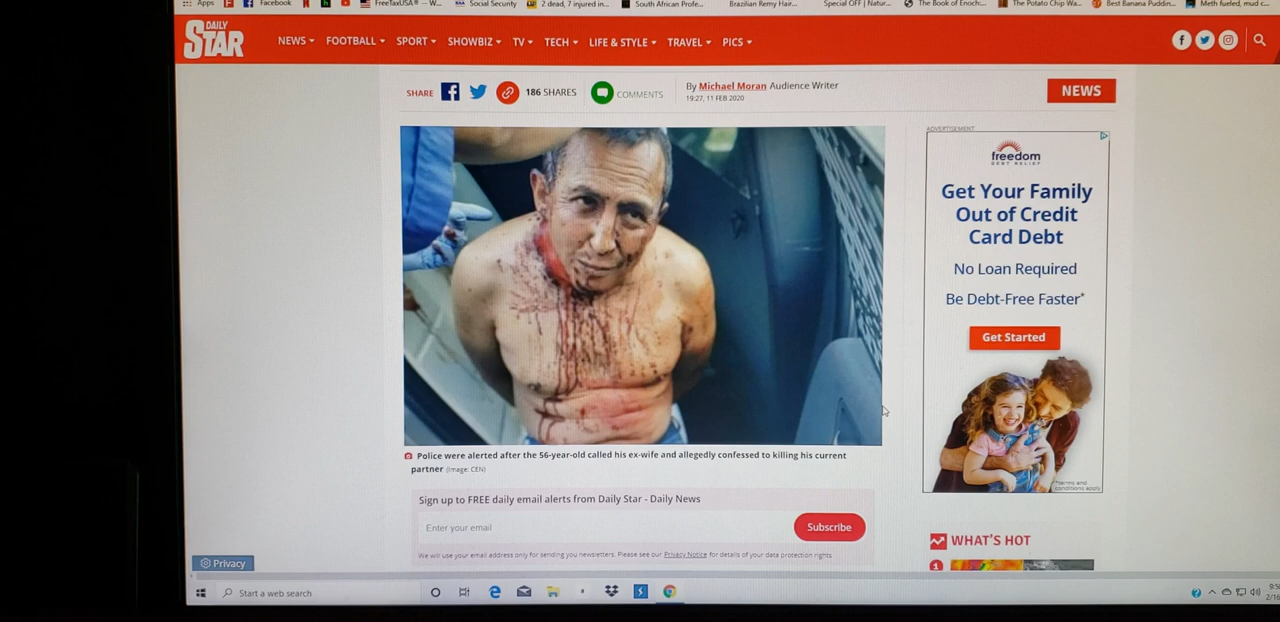 Apps
Facebook
FreeTaxUSA® – W...
Social Security
2 dead, 7 injured in...
South African Profe...
Brazilian Remy Hair...
Special OFF | Natur...
The Book of Enoch:...
The Potato Chip Wa...
Best Banana Puddin...
Meth fueled, mud c...
DAILY
STAR
NEWS
FOOTBALL
SPORT
SHOWBIZ
TV
TECH
LIFE & STYLE
TRAVEL
PICS
SHARE
186 SHARES
COMMENTS
By Michael Moran Audience Writer
19:27, 11 FEB 2020
NEWS
ADVERTISEMENT
freedom
DEBT RELIEF
Get Your Family
Out of Credit
Card Debt
No Loan Required
Be Debt-Free Faster*
Get Started
*terms and
conditions apply
Police were alerted after the 56-year-old called his ex-wife and allegedly confessed to killing his current
partner (Image: CEN)
Sign up to FREE daily email alerts from Daily Star - Daily News
Enter your email
Subscribe
We will use your email address only for sending you newsletters. Please see our Privacy Notice for details of your data protection rights
WHAT'S HOT
1
Privacy
Start a web search